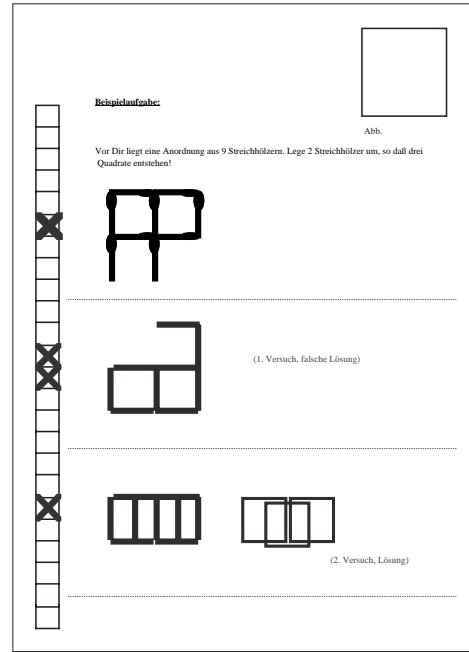 Abb.
Beispielaufgabe:
Vor Dir liegt eine Anordnung aus 9 Streichhölzern. Lege 2 Streichhölzer um, so daß drei
Quadrate entstehen!
(1. Versuch, falsche Lösung)
(2. Versuch, Lösung)